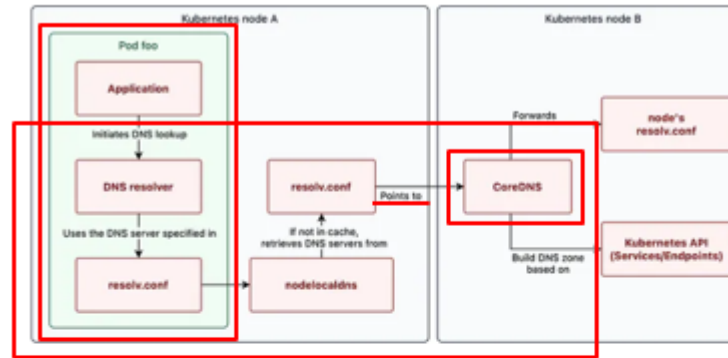 Kubernetes node A
Kubernetes node B
Pod foo
Application
Initiates DNS lookup
DNS resolver
Uses the DNS server specified in
resolv.conf
nodelocaldns
If not in cache,
retrieves DNS servers from
resolv.conf
Points to
CoreDNS
Forwards
node's
resolv.conf
Build DNS zone
based on
Kubernetes API
(Services/Endpoints)